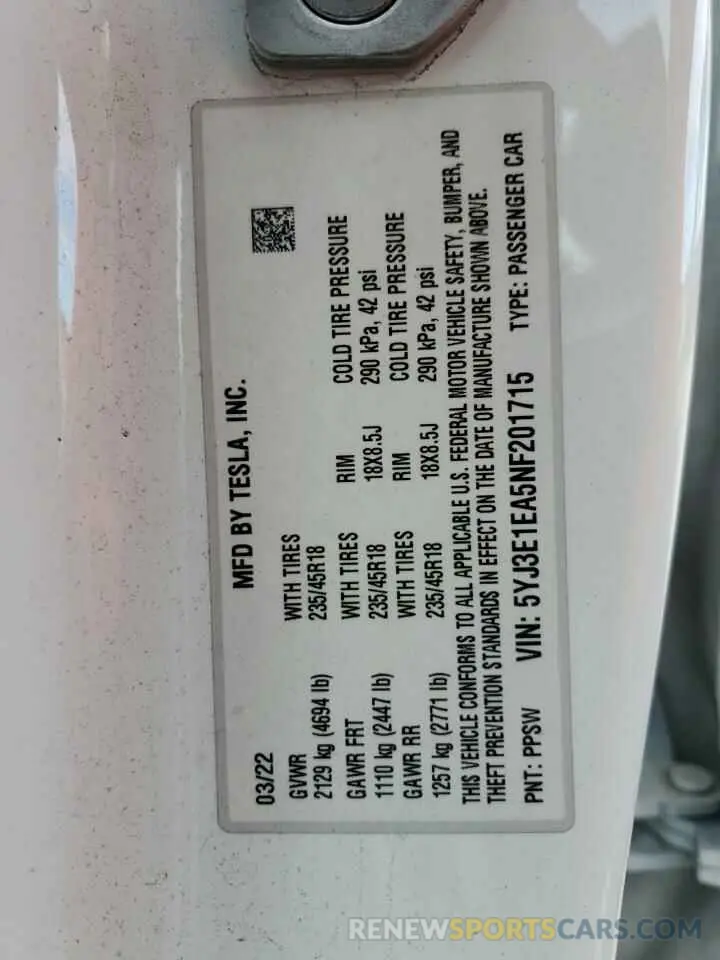 MFD BY TESLA, INC.
03/22
GVWR WITH TIRES RIM COLD TIRE PRESSURE
2129 kg (4694 lb) 235/45R18 18X8.5J 290 kPa, 42 psi
GAWR FRT WITH TIRES RIM COLD TIRE PRESSURE
1110 kg (2447 lb) 235/45R18 18X8.5J 290 kPa, 42 psi
GAWR RR WITH TIRES
1257 kg (2771 lb) 235/45R18
THIS VEHICLE CONFORMS TO ALL APPLICABLE U.S. FEDERAL MOTOR VEHICLE SAFETY, BUMPER, AND
THEFT PREVENTION STANDARDS IN EFFECT ON THE DATE OF MANUFACTURE SHOWN ABOVE.
PNT: PPSW VIN: 5YJ3E1EA5NF201715 TYPE: PASSENGER CAR
RENEWSPORTSCARS.COM